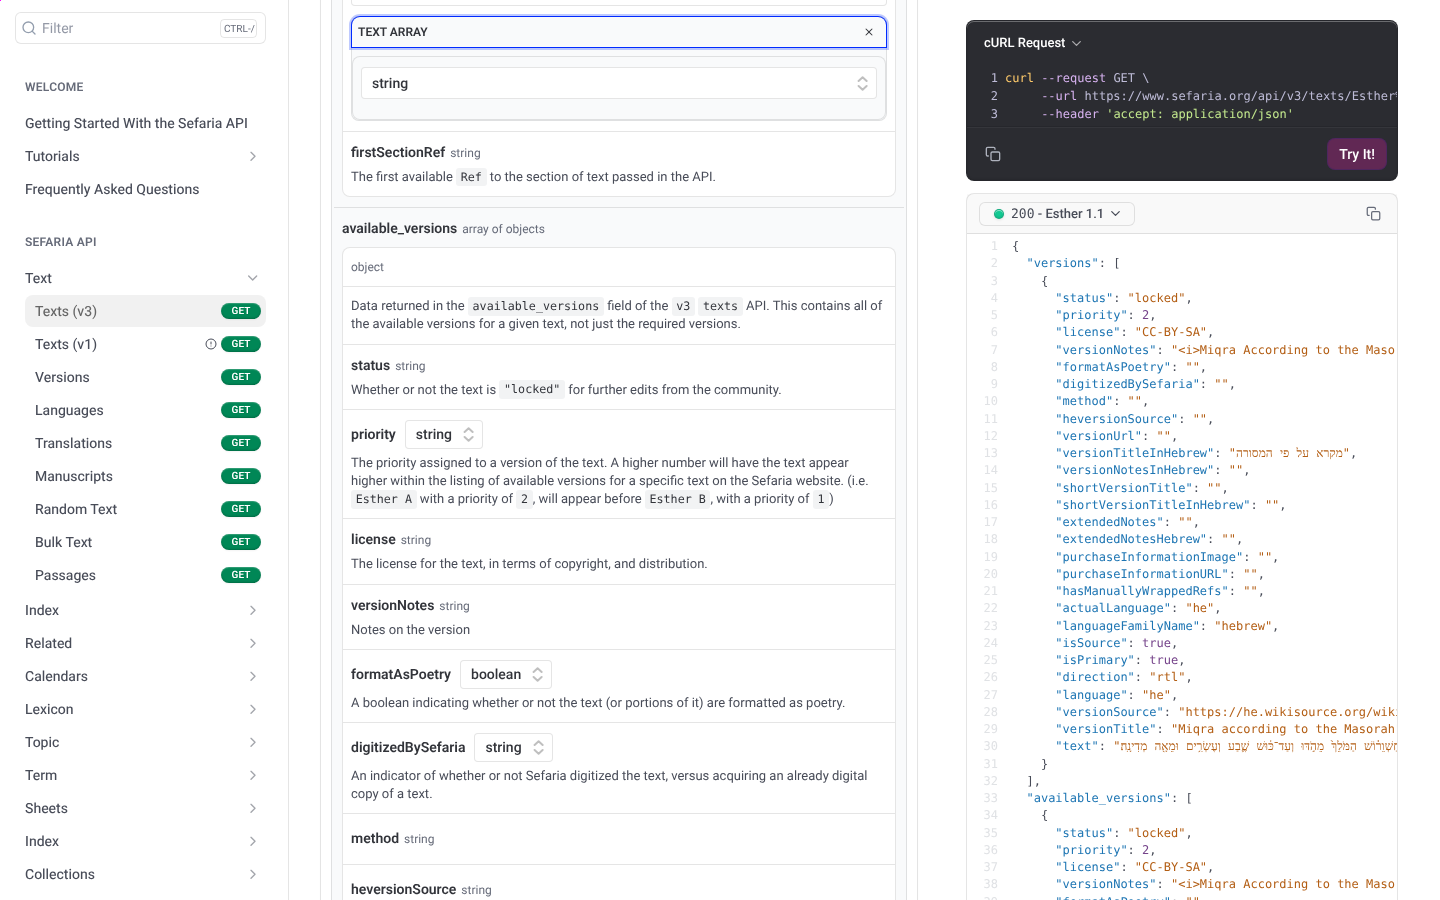 Filter
CTRL-/
WELCOME
Getting Started With the Sefaria API
Tutorials
Frequently Asked Questions
SEFARIA API
Text
Texts (v3) GET
Texts (v1) GET
Versions GET
Languages GET
Translations GET
Manuscripts GET
Random Text GET
Bulk Text GET
Passages GET
Index
Related
Calendars
Lexicon
Topic
Term
Sheets
Index
Collections
TEXT ARRAY
string
firstSectionRef string
The first available Ref to the section of text passed in the API.
available_versions array of objects
object
Data returned in the available_versions field of the v3 texts API. This contains all of
the available versions for a given text, not just the required versions.
status string
Whether or not the text is "locked" for further edits from the community.
priority string
The priority assigned to a version of the text. A higher number will have the text appear
higher within the listing of available versions for a specific text on the Sefaria website. (i.e.
Esther A with a priority of 2 , will appear before Esther B , with a priority of 1 )
license string
The license for the text, in terms of copyright, and distribution.
versionNotes string
Notes on the version
formatAsPoetry boolean
A boolean indicating whether or not the text (or portions of it) are formatted as poetry.
digitizedBySefaria string
An indicator of whether or not Sefaria digitized the text, versus acquiring an already digital
copy of a text.
method string
heversionSource string
cURL Request
1 curl --request GET \
2 --url https://www.sefaria.org/api/v3/texts/Esther
3 --header 'accept: application/json'
Try It!
200 - Esther 1.1
1 {
2 "versions": [
3 {
4 "status": "locked",
5 "priority": 2,
6 "license": "CC-BY-SA",
7 "versionNotes": "<i>Miqra According to the Maso
8 "formatAsPoetry": "",
9 "digitizedBySefaria": "",
10 "method": "",
11 "heversionSource": "",
12 "versionUrl": "",
13 "versionTitleInHebrew": "מקרא על פי המסורה",
14 "versionNotesInHebrew": "",
15 "shortVersionTitle": "",
16 "shortVersionTitleInHebrew": "",
17 "extendedNotes": "",
18 "extendedNotesHebrew": "",
19 "purchaseInformationImage": "",
20 "purchaseInformationURL": "",
21 "hasManuallyWrappedRefs": "",
22 "actualLanguage": "he",
23 "languageFamilyName": "hebrew",
24 "isSource": true,
25 "isPrimary": true,
26 "direction": "rtl",
27 "language": "he",
28 "versionSource": "https://he.wikisource.org/wiki
29 "versionTitle": "Miqra according to the Masorah
30 "text": "
31 }
32 ],
33 "available_versions": [
34 {
35 "status": "locked",
36 "priority": 2,
37 "license": "CC-BY-SA",
38 "versionNotes": "<i>Miqra According to the Maso